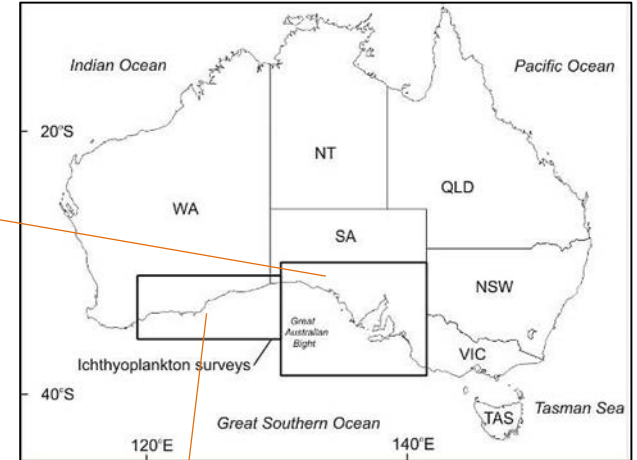 Indian Ocean
Pacific Ocean
20°S
NT
QLD
WA
SA
NSW
Great
Australian
Bight
VIC
Ichthyoplankton surveys
40°S
Great Southern Ocean
TAS
Tasman Sea
120°E
140°E